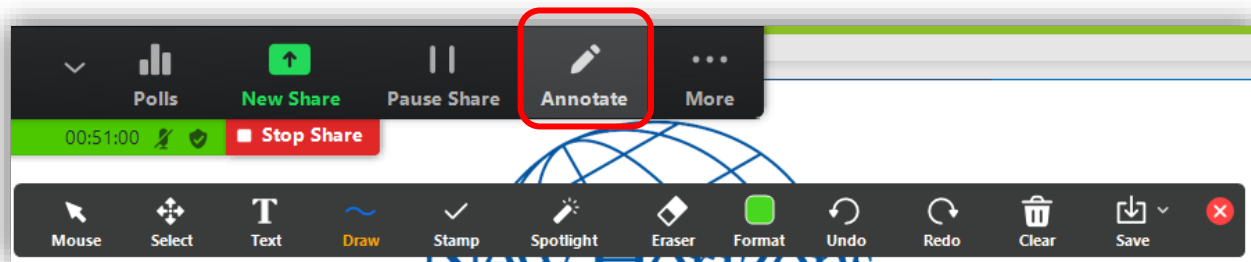 Polls New Share Pause Share Annotate More
00:51:00 Stop Share
Mouse Select Text Draw Stamp Spotlight Eraser Format Undo Redo Clear Save